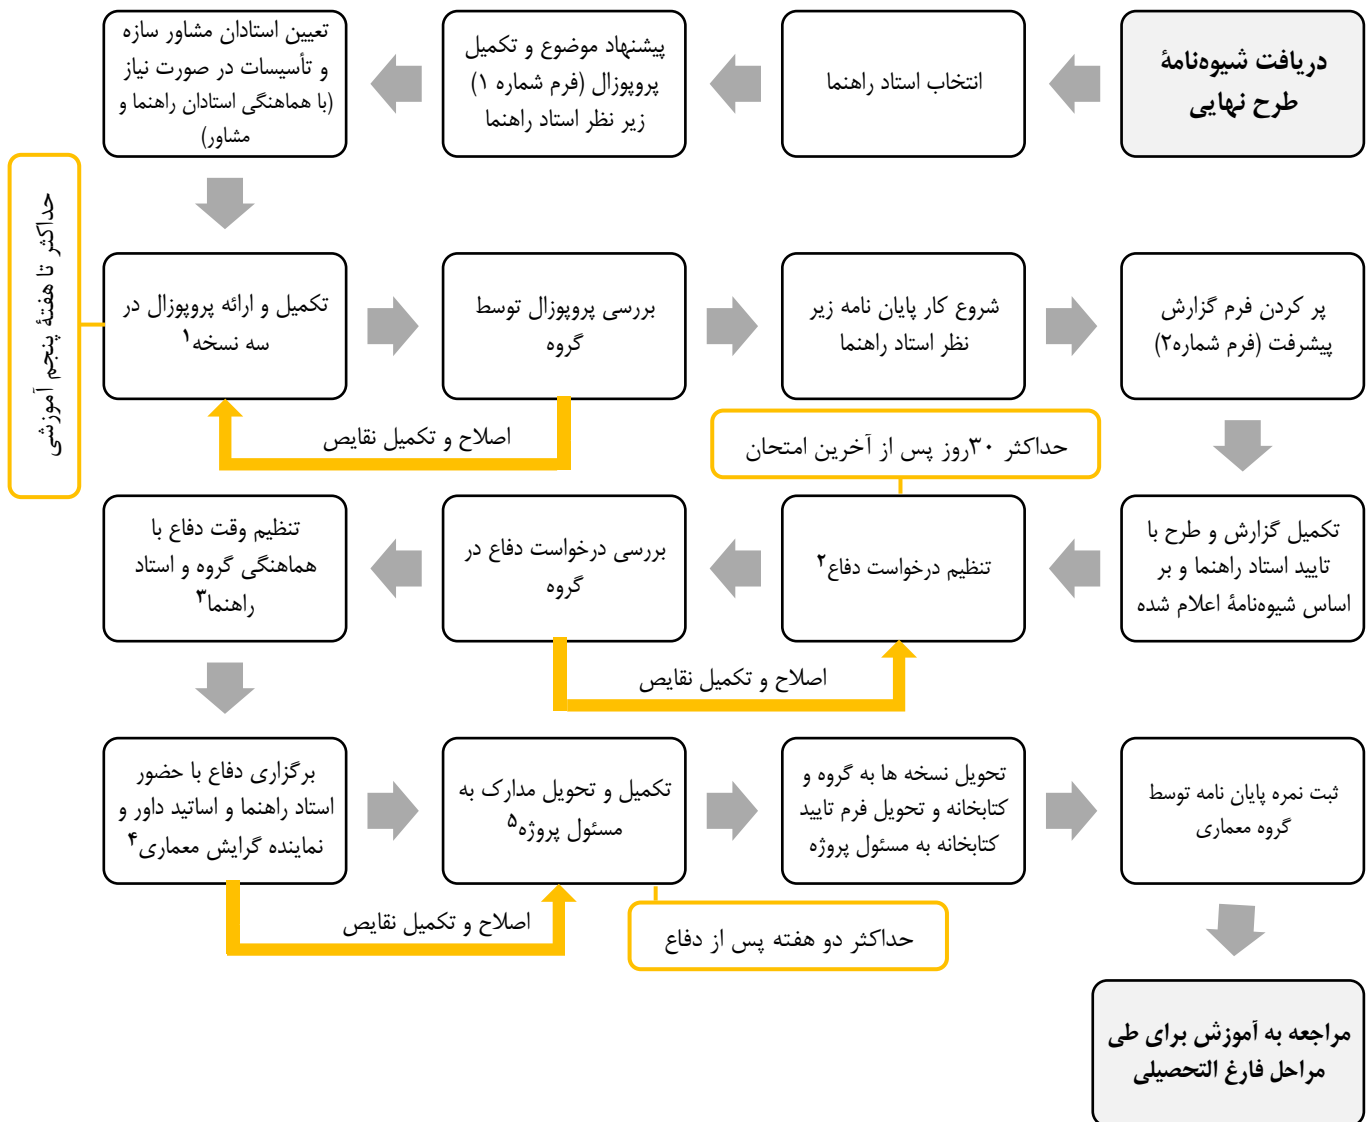 دریافت شیوه‌نامۀ
طرح نهایی
انتخاب استاد راهنما
پیشنهاد موضوع و تکمیل
پروپوزال (فرم شماره ۱)
زیر نظر استاد راهنما
تعیین استادان مشاور سازه
و تأسیسات در صورت نیاز
(با هماهنگی استادان راهنما و
مشاور)
حداکثر تا هفتۀ پنجم آموزشی
تکمیل و ارائه پروپوزال در
سه نسخه۱
بررسی پروپوزال توسط
گروه
شروع کار پایان نامه زیر
نظر استاد راهنما
پر کردن فرم گزارش
پیشرفت (فرم شماره۲)
اصلاح و تکمیل نقایص
حداکثر ۳۰روز پس از آخرین امتحان
تکمیل گزارش و طرح با
تایید استاد راهنما و بر
اساس شیوه‌نامۀ اعلام شده
تنظیم درخواست دفاع۲
بررسی درخواست دفاع در
گروه
تنظیم وقت دفاع با
هماهنگی گروه و استاد
راهنما۳
اصلاح و تکمیل نقایص
برگزاری دفاع با حضور
استاد راهنما و اساتید داور و
نماینده گرایش معماری۴
تکمیل و تحویل مدارک به
مسئول پروژه۵
تحویل نسخه ها به گروه و
کتابخانه و تحویل فرم تایید
کتابخانه به مسئول پروژه
ثبت نمره پایان نامه توسط
گروه معماری
اصلاح و تکمیل نقایص
حداکثر دو هفته پس از دفاع
مراجعه به آموزش برای طی
مراحل فارغ التحصیلی